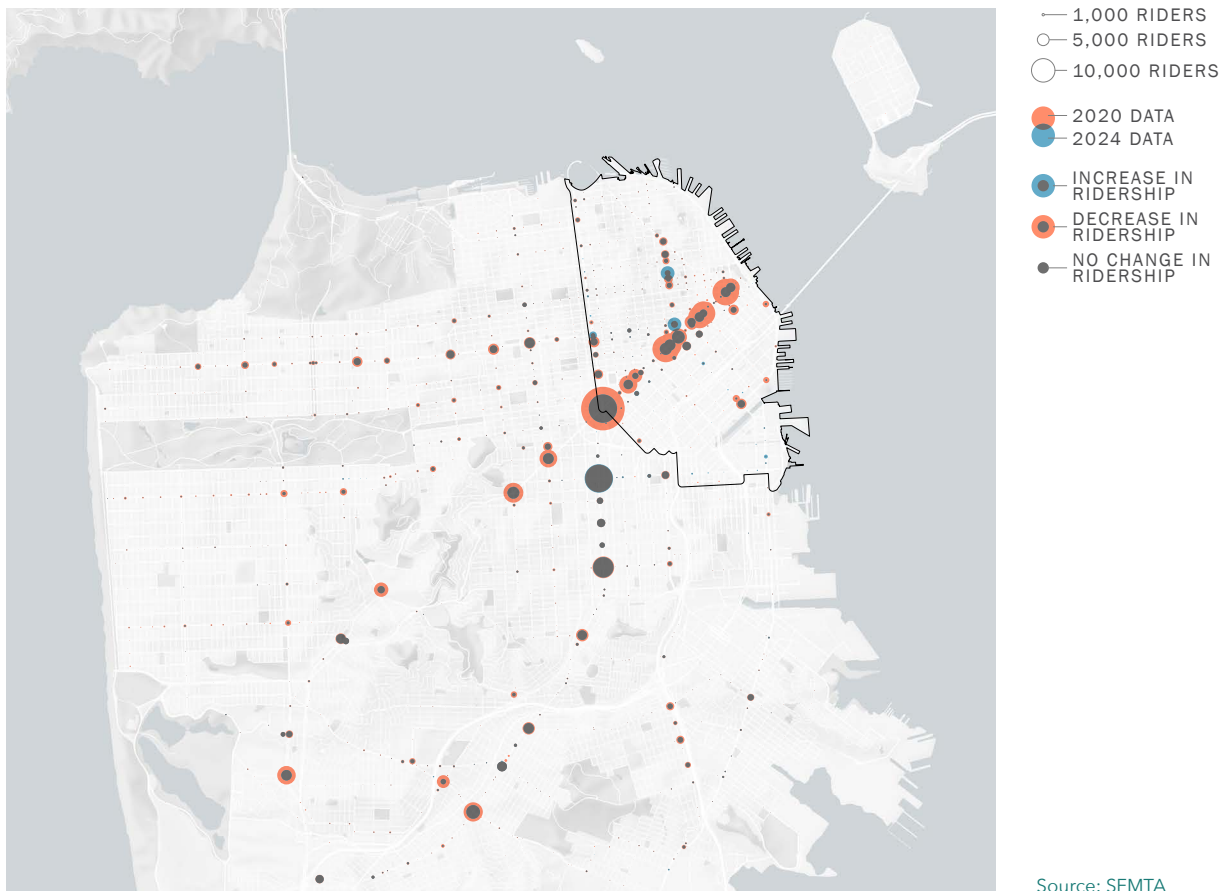 1,000 RIDERS
5,000 RIDERS
10,000 RIDERS
2020 DATA
2024 DATA
INCREASE IN
RIDERSHIP
DECREASE IN
RIDERSHIP
NO CHANGE IN
RIDERSHIP
Source: SFMTA